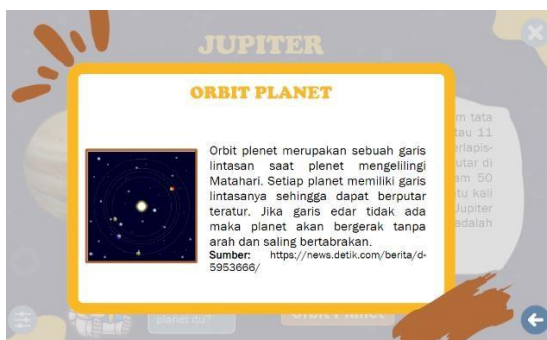 JUPITER
ORBIT PLANET
Orbit plenet merupakan sebuah garis
lintasan saat plenet mengelilingi
Matahari. Setiap planet memiliki garis
lintasanya sehingga dapat berputar
teratur. Jika garis edar tidak ada
maka planet akan bergerak tanpa
arah dan saling bertabrakan.
Sumber: https://news.detik.com/berita/d-
5953666/
m tata
tau 11
erlapis-
utar di
am 50
tu kali
Jupiter
adalah
planet itu?
Orbit Planet